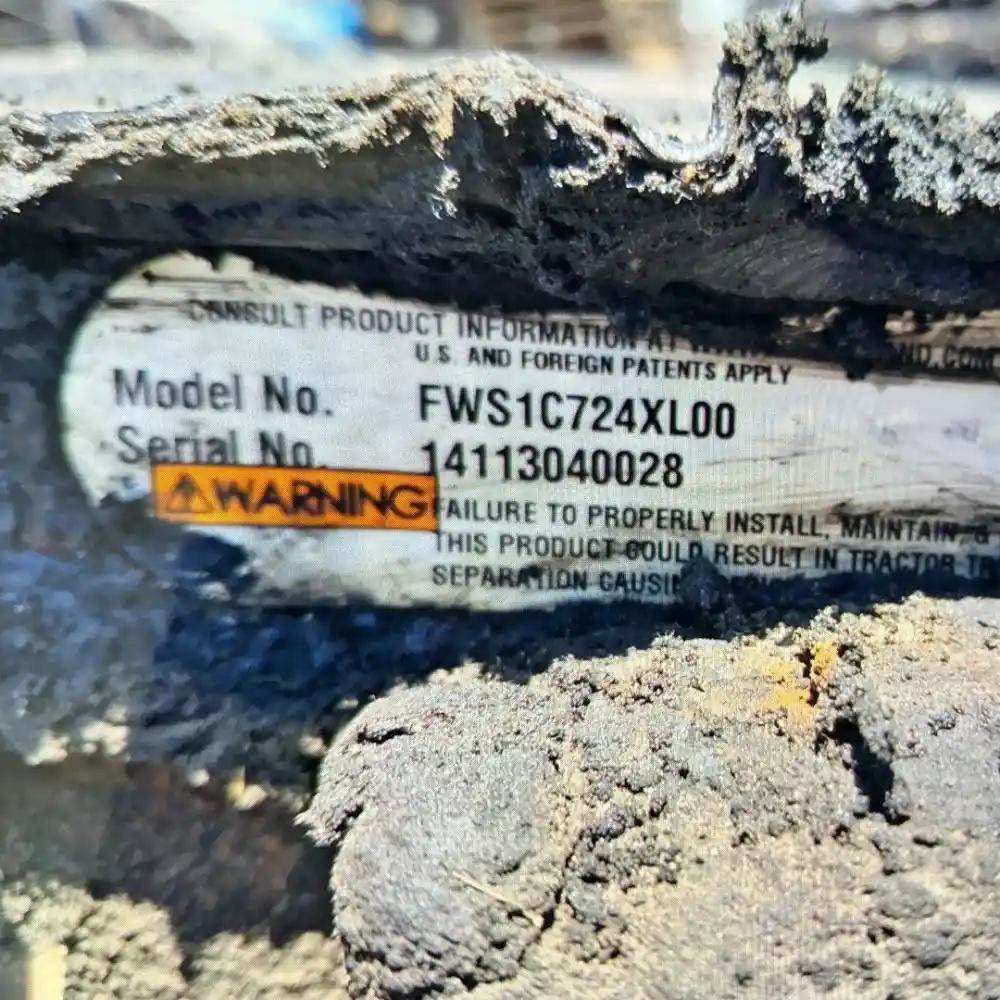 CONSULT PRODUCT INFORMATION AT
U.S. AND FOREIGN PATENTS APPLY
Model No. FWS1C724XL00
Serial No. 14113040028
WARNING
FAILURE TO PROPERLY INSTALL, MAINTAIN, &
THIS PRODUCT COULD RESULT IN TRACTOR
SEPARATION CAUSING